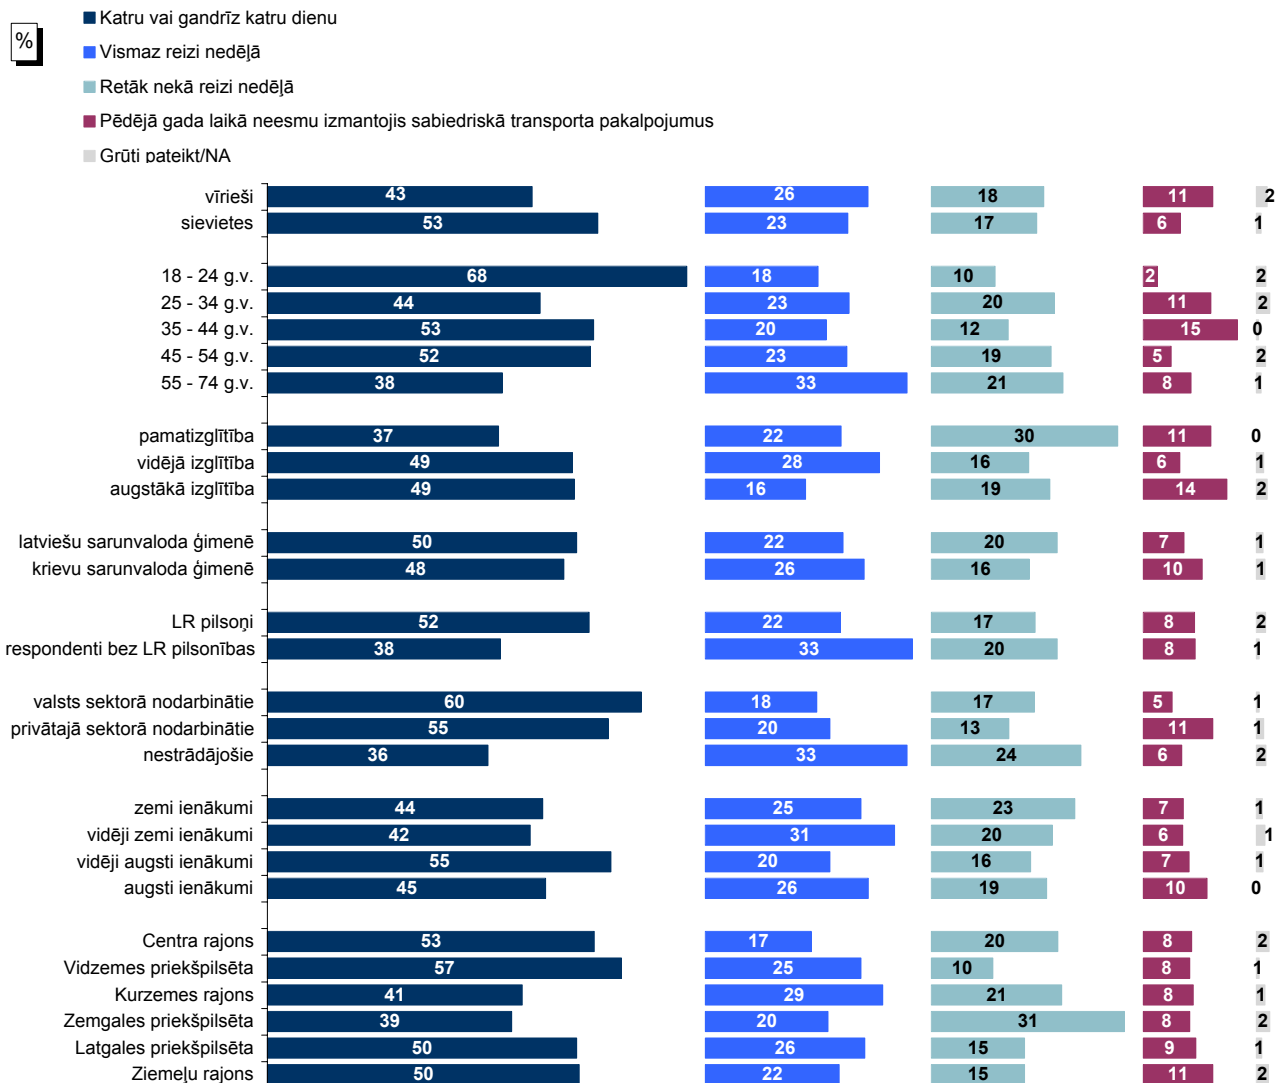 %
Katru vai gandrīz katru dienu
Vismaz reizi nedēļā
Retāk nekā reizi nedēļā
Pēdējā gada laikā neesmu izmantojis sabiedriskā transporta pakalpojumus
Grūti pateikt/NA
vīrieši 43 26 18 11 2
sievietes 53 23 17 6 1
18 - 24 g.v. 68 18 10 2 2
25 - 34 g.v. 44 23 20 11 2
35 - 44 g.v. 53 20 12 15 0
45 - 54 g.v. 52 23 19 5 2
55 - 74 g.v. 38 33 21 8 1
pamatizglītība 37 22 30 11 0
vidējā izglītība 49 28 16 6 1
augstākā izglītība 49 16 19 14 2
latviešu sarunvaloda ģimenē 50 22 20 7 1
krievu sarunvaloda ģimenē 48 26 16 10 1
LR pilsoņi 52 22 17 8 2
respondenti bez LR pilsonības 38 33 20 8 1
valsts sektorā nodarbinātie 60 18 17 5 1
privātajā sektorā nodarbinātie 55 20 13 11 1
nestrādājošie 36 33 24 6 2
zemi ienākumi 44 25 23 7 1
vidēji zemi ienākumi 42 31 20 6 1
vidēji augsti ienākumi 55 20 16 7 1
augsti ienākumi 45 26 19 10 0
Centra rajons 53 17 20 8 2
Vidzemes priekšpilsēta 57 25 10 8 1
Kurzemes rajons 41 29 21 8 1
Zemgales priekšpilsēta 39 20 31 8 2
Latgales priekšpilsēta 50 26 15 9 1
Ziemeļu rajons 50 22 15 11 2